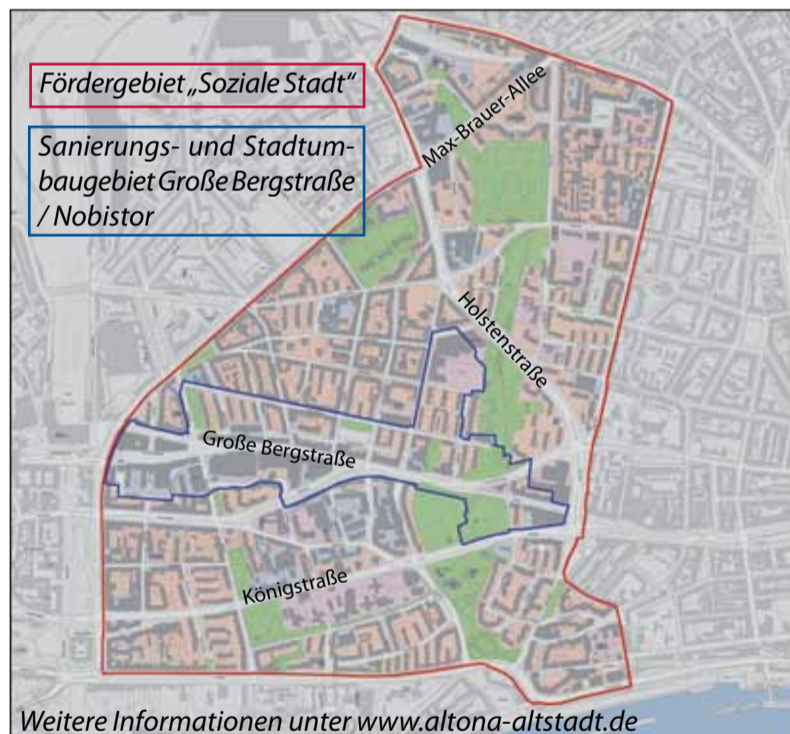 Fördergebiet „Soziale Stadt“
Sanierungs- und Stadtum-
baugebiet Große Bergstraße
/ Nobistor
Max-Brauer-Allee
Holstenstraße
Große Bergstraße
Königstraße
Weitere Informationen unter www.altona-altstadt.de